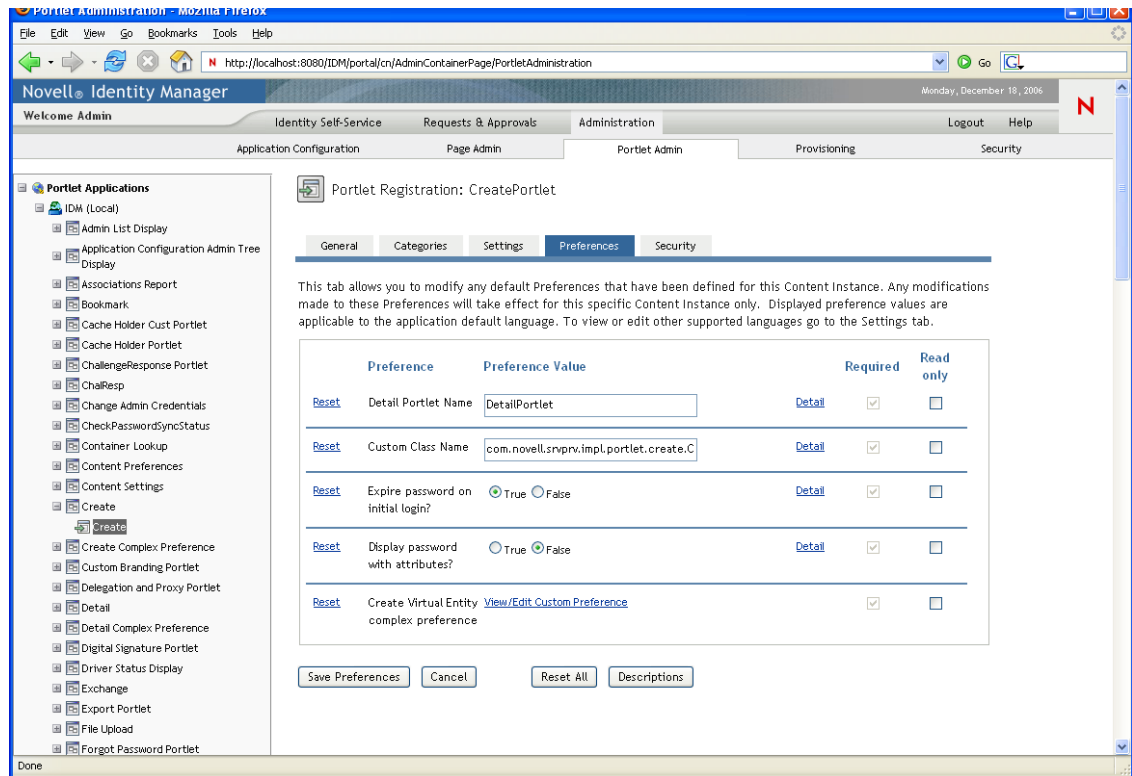 Portlet Administration - Mozilla Firefox
File Edit View Go Bookmarks Tools Help
N http://localhost:8080/IDM/portal/cn/AdminContainerPage/PortletAdministration Go G
Novell® Identity Manager Monday, December 18, 2006
N
Welcome Admin Identity Self-Service Requests & Approvals Administration Logout Help
Application Configuration Page Admin Portlet Admin Provisioning Security
Portlet Applications
IDM (Local)
Admin List Display
Application Configuration Admin Tree
Display
Associations Report
Bookmark
Cache Holder Cust Portlet
Cache Holder Portlet
ChallengeResponse Portlet
ChalResp
Change Admin Credentials
CheckPasswordSyncStatus
Container Lookup
Content Preferences
Content Settings
Create
Create
Create Complex Preference
Custom Branding Portlet
Delegation and Proxy Portlet
Detail
Detail Complex Preference
Digital Signature Portlet
Driver Status Display
Exchange
Export Portlet
File Upload
Forgot Password Portlet
Portlet Registration: CreatePortlet
General Categories Settings Preferences Security
This tab allows you to modify any default Preferences that have been defined for this Content Instance. Any modifications
made to these Preferences will take effect for this specific Content Instance only. Displayed preference values are
applicable to the application default language. To view or edit other supported languages go to the Settings tab.
Preference Preference Value Required Read
only
Reset Detail Portlet Name DetailPortlet Detail
Reset Custom Class Name com.novell.srvprv.impl.portlet.create.C Detail
Reset Expire password on True False Detail
initial login?
Reset Display password True False Detail
with attributes?
Reset Create Virtual Entity View/Edit Custom Preference
complex preference
Save Preferences Cancel Reset All Descriptions
Done